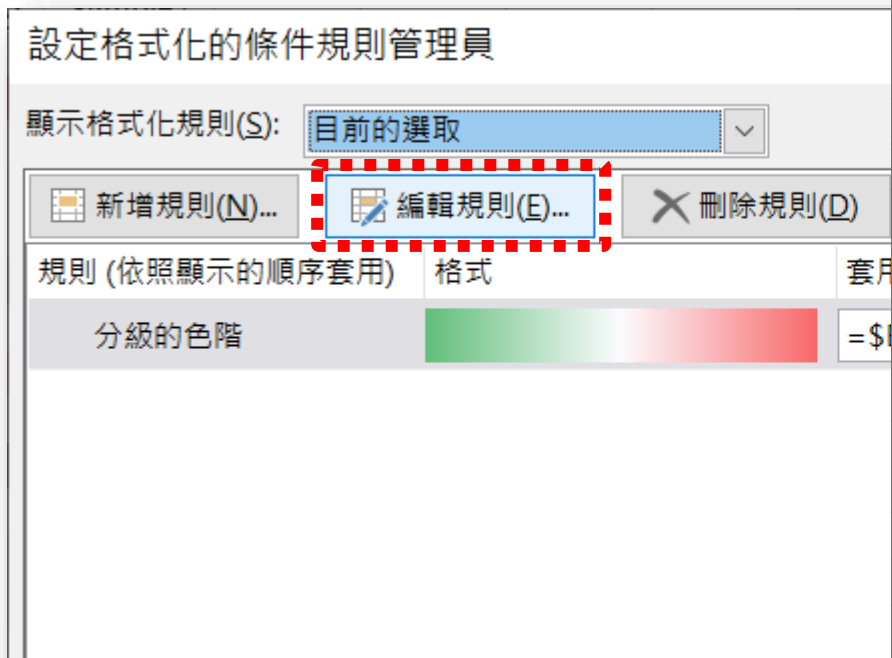 設定格式化的條件規則管理員
顯示格式化規則(S): 目前的選取
新增規則(N)... 編輯規則(E)... 刪除規則(D)
規則 (依照顯示的順序套用) 格式 套用
分級的色階 =$